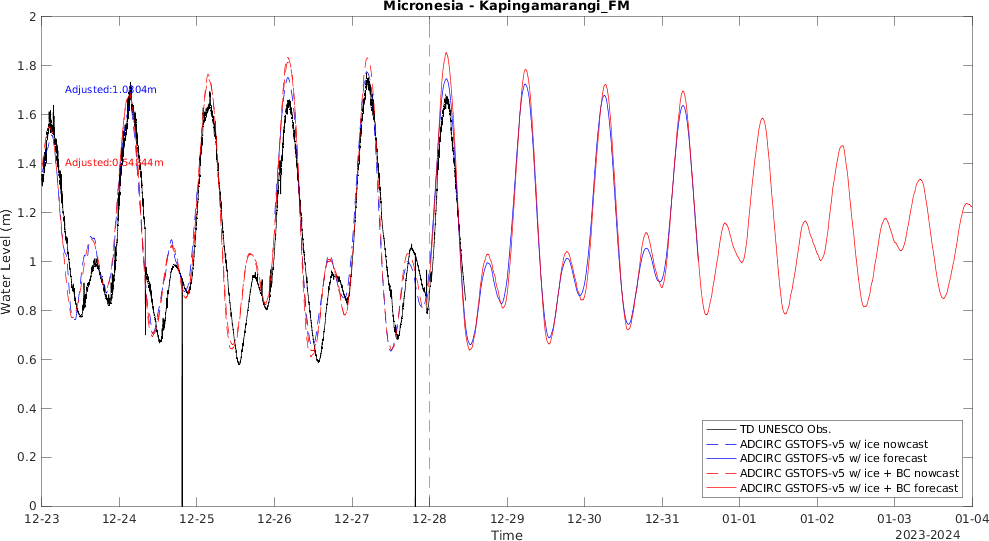 Micronesia - Kapingamarangi_FM
2
1.8
1.6
1.4
1.2
1
0.8
0.6
0.4
0.2
0
Water Level (m)
Adjusted:1.0804m
Adjusted:0.54844m
TD UNESCO Obs.
ADCIRC GSTOFS-v5 w/ ice nowcast
ADCIRC GSTOFS-v5 w/ ice forecast
ADCIRC GSTOFS-v5 w/ ice + BC nowcast
ADCIRC GSTOFS-v5 w/ ice + BC forecast
12-23 12-24 12-25 12-26 12-27 12-28 12-29 12-30 12-31 01-01 01-02 01-03 01-04
Time
2023-2024